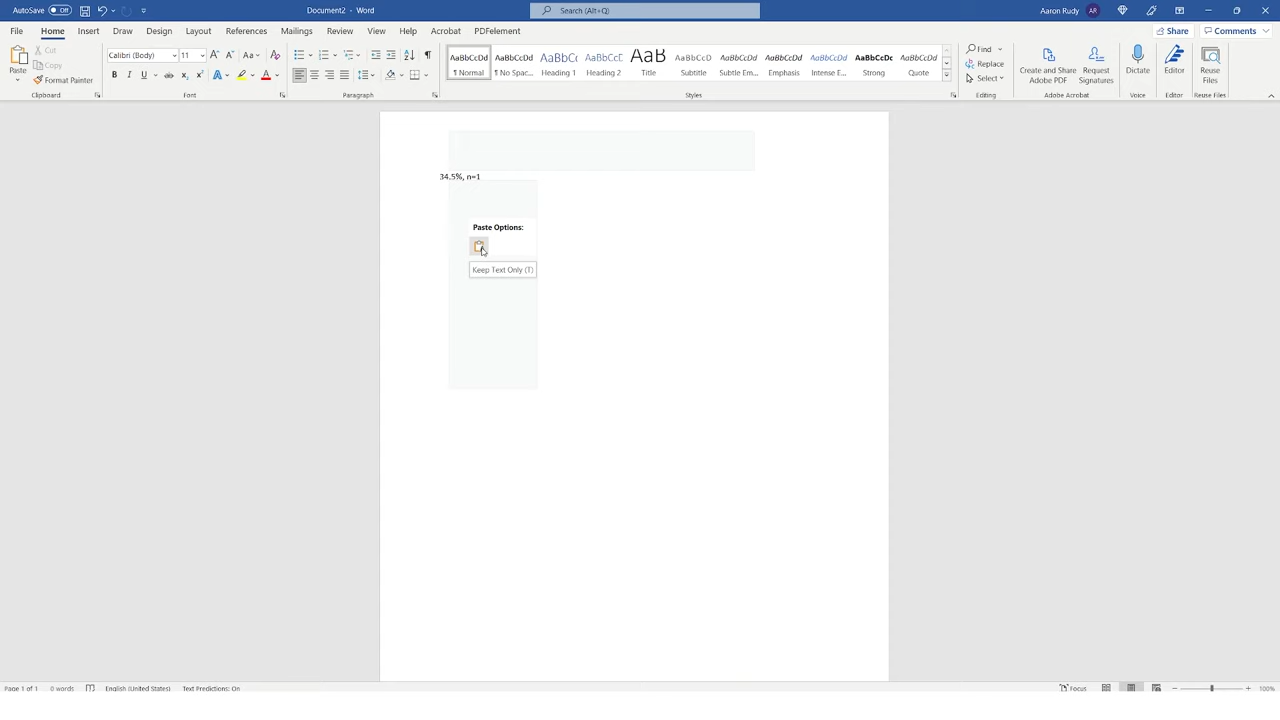 AutoSave Off
Document2 - Word
Search (Alt+Q)
Aaron Rudy AR
File Home Insert Draw Design Layout References Mailings Review View Help Acrobat PDFelement
Share Comments
Paste
Cut
Copy
Format Painter
Clipboard
Calibri (Body) 11
Font
Paragraph
AaBbCcDd ¶ Normal
AaBbCcDd ¶ No Spac...
AaBbCc Heading 1
AaBbCcE Heading 2
AaB Title
AaBbCcD Subtitle
AaBbCcDd Subtle Em...
AaBbCcDd Emphasis
AaBbCcDd Intense E...
AaBbCcDc Strong
AaBbCcDd Quote
Styles
Find
Replace
Select
Editing
Create and Share Adobe PDF
Request Signatures
Adobe Acrobat
Dictate
Voice
Editor
Editor
Reuse Files
Reuse Files
34.5%, n=1
Paste Options:
Keep Text Only (T)
Page 1 of 1 0 words English (United States) Text Predictions: On Focus 100%